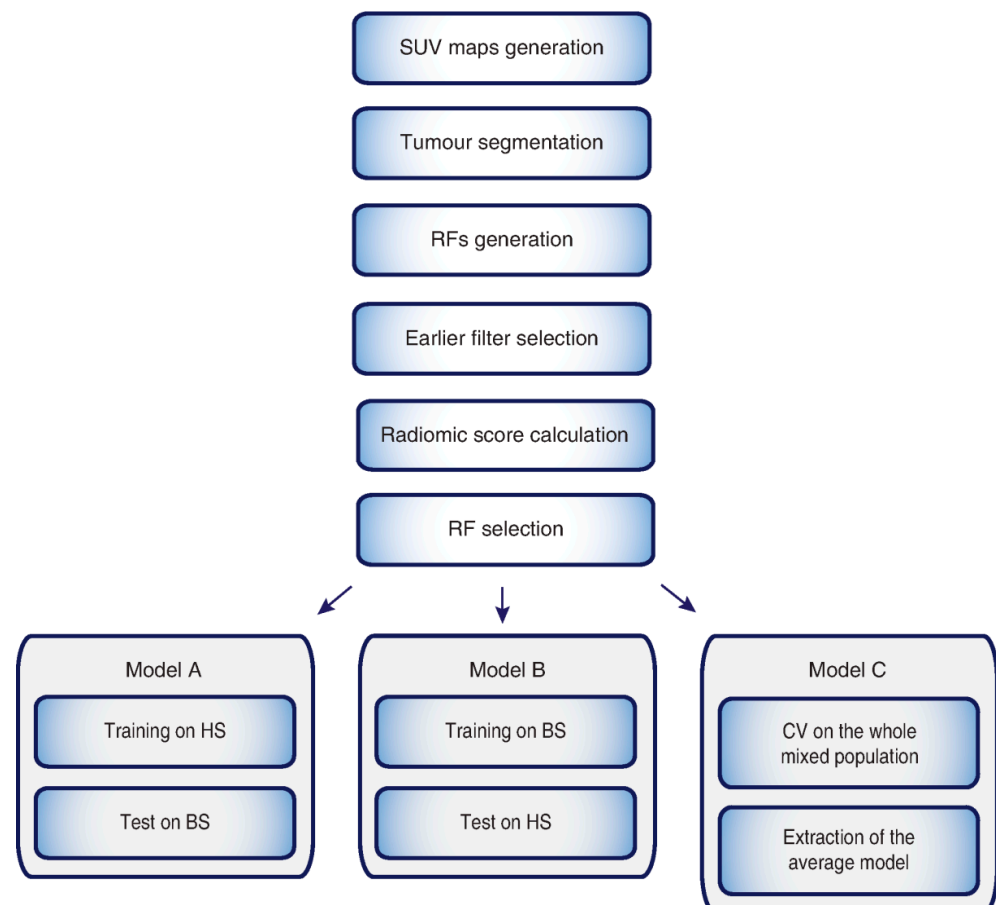 SUV maps generation
Tumour segmentation
RFs generation
Earlier filter selection
Radiomic score calculation
RF selection
Model A
Training on HS
Test on BS
Model B
Training on BS
Test on HS
Model C
CV on the whole
mixed population
Extraction of the
average model